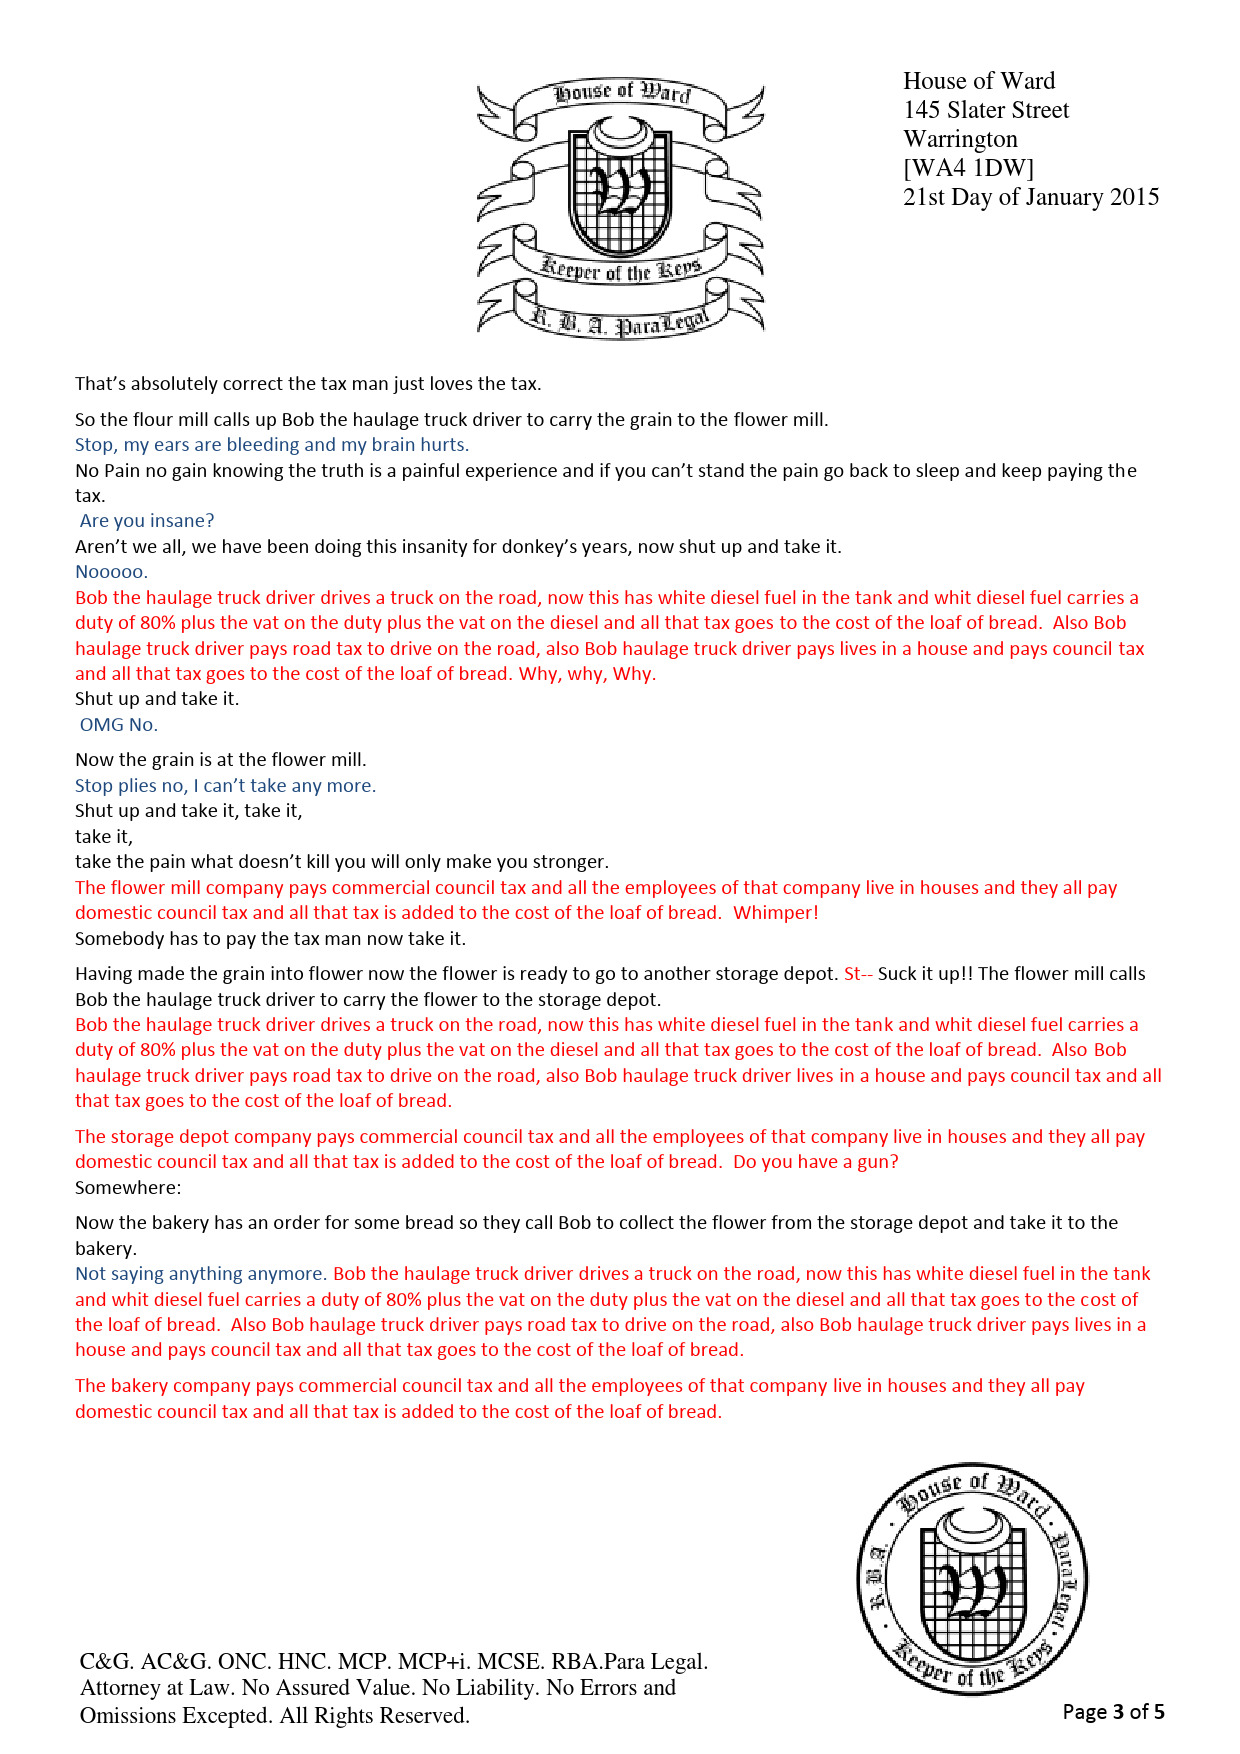 House of Ward
145 Slater Street
Warrington
[WA4 1DW]
21st Day of January 2015
House of Ward
W
Keeper of the Keys
R. B. A. ParaLegal
That’s absolutely correct the tax man just loves the tax.
So the flour mill calls up Bob the haulage truck driver to carry the grain to the flower mill.
Stop, my ears are bleeding and my brain hurts.
No Pain no gain knowing the truth is a painful experience and if you can’t stand the pain go back to sleep and keep paying the
tax.
Are you insane?
Aren’t we all, we have been doing this insanity for donkey’s years, now shut up and take it.
Nooooo.
Bob the haulage truck driver drives a truck on the road, now this has white diesel fuel in the tank and whit diesel fuel carries a
duty of 80% plus the vat on the duty plus the vat on the diesel and all that tax goes to the cost of the loaf of bread.  Also Bob
haulage truck driver pays road tax to drive on the road, also Bob haulage truck driver pays lives in a house and pays council tax
and all that tax goes to the cost of the loaf of bread. Why, why, Why.
Shut up and take it.
OMG No.
Now the grain is at the flower mill.
Stop plies no, I can’t take any more.
Shut up and take it, take it,
take it,
take the pain what doesn’t kill you will only make you stronger.
The flower mill company pays commercial council tax and all the employees of that company live in houses and they all pay
domestic council tax and all that tax is added to the cost of the loaf of bread.  Whimper!
Somebody has to pay the tax man now take it.
Having made the grain into flower now the flower is ready to go to another storage depot. St-- Suck it up!! The flower mill calls
Bob the haulage truck driver to carry the flower to the storage depot.
Bob the haulage truck driver drives a truck on the road, now this has white diesel fuel in the tank and whit diesel fuel carries a
duty of 80% plus the vat on the duty plus the vat on the diesel and all that tax goes to the cost of the loaf of bread.  Also Bob
haulage truck driver pays road tax to drive on the road, also Bob haulage truck driver lives in a house and pays council tax and all
that tax goes to the cost of the loaf of bread.
The storage depot company pays commercial council tax and all the employees of that company live in houses and they all pay
domestic council tax and all that tax is added to the cost of the loaf of bread.  Do you have a gun?
Somewhere:
Now the bakery has an order for some bread so they call Bob to collect the flower from the storage depot and take it to the
bakery.
Not saying anything anymore. Bob the haulage truck driver drives a truck on the road, now this has white diesel fuel in the tank
and whit diesel fuel carries a duty of 80% plus the vat on the duty plus the vat on the diesel and all that tax goes to the cost of
the loaf of bread.  Also Bob haulage truck driver pays road tax to drive on the road, also Bob haulage truck driver pays lives in a
house and pays council tax and all that tax goes to the cost of the loaf of bread.
The bakery company pays commercial council tax and all the employees of that company live in houses and they all pay
domestic council tax and all that tax is added to the cost of the loaf of bread.
R.B.A. · House of Ward · ParaLegal · Keeper of the Keys ·
W
C&G. AC&G. ONC. HNC. MCP. MCP+i. MCSE. RBA.Para Legal.
Attorney at Law. No Assured Value. No Liability. No Errors and
Omissions Excepted. All Rights Reserved.
Page 3 of 5